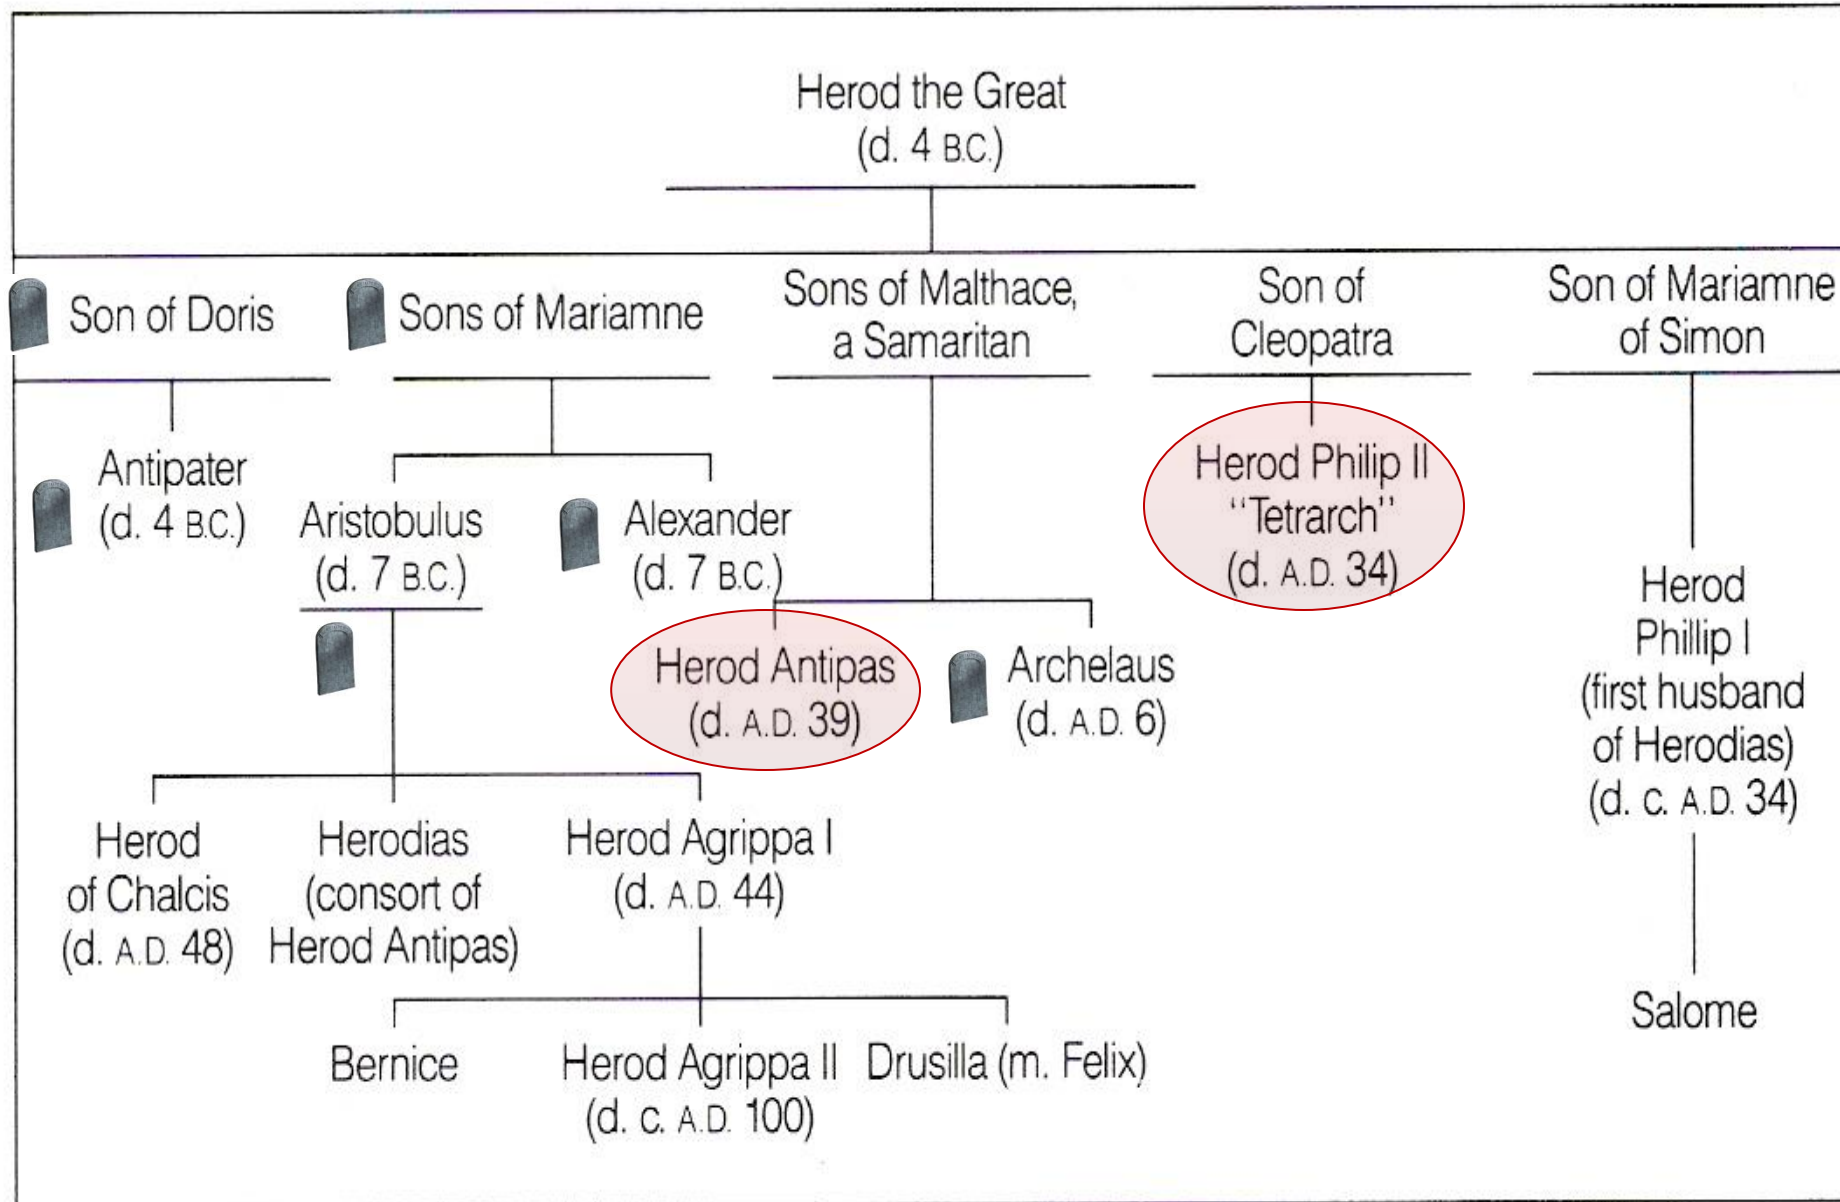 Herod the Great
(d. 4 B.C.)
Son of Doris
Sons of Mariamne
Sons of Malthace,
a Samaritan
Son of
Cleopatra
Son of Mariamne
of Simon
Antipater
(d. 4 B.C.)
Aristobulus
(d. 7 B.C.)
Alexander
(d. 7 B.C.)
Herod Antipas
(d. A.D. 39)
Archelaus
(d. A.D. 6)
Herod Philip II
"Tetrarch"
(d. A.D. 34)
Herod
Phillip I
(first husband
of Herodias)
(d. c. A.D. 34)
Herod
of Chalcis
(d. A.D. 48)
Herodias
(consort of
Herod Antipas)
Herod Agrippa I
(d. A.D. 44)
Salome
Bernice
Herod Agrippa II
(d. c. A.D. 100)
Drusilla (m. Felix)